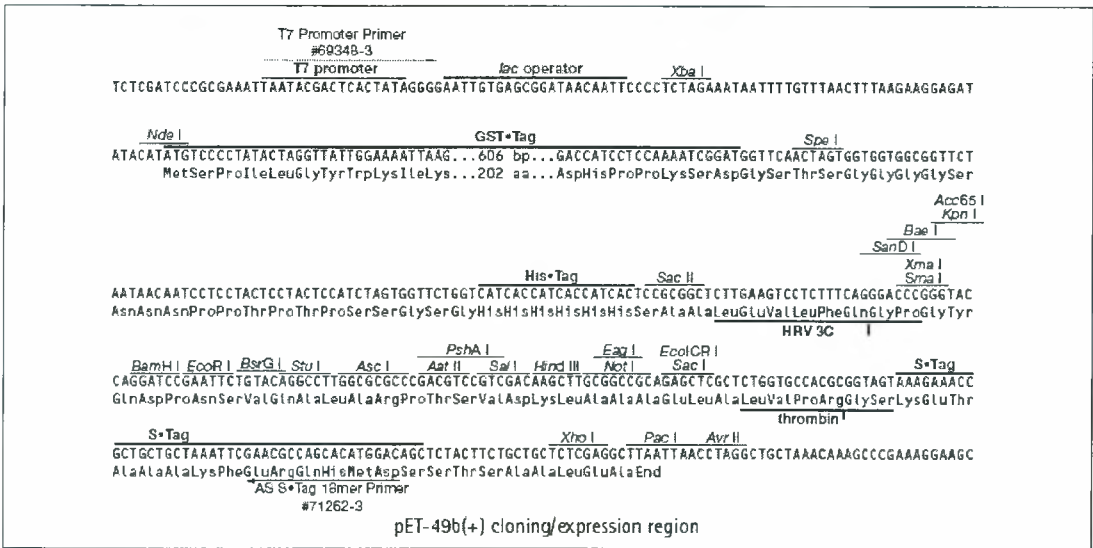 T7 Promoter Primer
#69348-3
T7 promoter
lac operator
Xba I
TCTCGATCCCGCGAAATTAATACGACTCACTATAGGGGAATTGTGAGCGGATAACAATTCCCCTCTAGAAATAATTTTGTTTAACTTTAAGAAGGAGAT
Nde I
GST•Tag
Spe I
ATACATATGTCCCCTATACTAGGTTATTGGAAAATTAAG...606 bp...GACCATCCTCCAAAATCGGATGGTTCAACTAGTGGTGGTGGCGGTTCT
MetSerProIleLeuGlyTyrTrpLysIleLys...202 aa...AspHisProProLysSerAspGlySerThrSerGlyGlyGlyGlySer
Acc65 I
Kpn I
Bae I
SanD I
Xma I
His•Tag
Sac II
Sma I
AATAACAATCCTCCTACTCCTACTCCATCTAGTGGTTCTGGTCATCACCATCACCATCACTCCGCGGCTCTTGAAGTCCTCTTTCAGGGACCCGGGTAC
AsnAsnAsnProProThrProThrProSerSerGlySerGlyHisHisHisHisHisHisSerAlaAlaLeuGluValLeuPheGlnGlyProGlyTyr
HRV 3C
PshA I
Eag I
EcoICR I
BamH I
EcoR I
BsrG I
Stu I
Asc I
Aat II
Sal I
Hind III
Not I
Sac I
S•Tag
CAGGATCCGAATTCTGTACAGGCCTTGGCGCGCCCGACGTCCGTCGACAAGCTTGCGGCCGCAGAGCTCGCTCTGGTGCCACGCGGTAGTAAAGAAACC
GlnAspProAsnSerValGlnAlaLeuAlaArgProThrSerValAspLysLeuAlaAlaAlaGluLeuAlaLeuValProArgGlySerLysGluThr
thrombin
S•Tag
Xho I
Pac I
Avr II
GCTGCTGCTAAATTCGAACGCCAGCACATGGACAGCTCTACTTCTGCTGCTCTCGAGGCTTAATTAACCTAGGCTGCTAAACAAAGCCCGAAAGGAAGC
AlaAlaAlaLysPheGluArgGlnHisMetAspSerSerThrSerAlaAlaLeuGluAlaEnd
AS S•Tag 18mer Primer
#71262-3
pET-49b(+) cloning/expression region